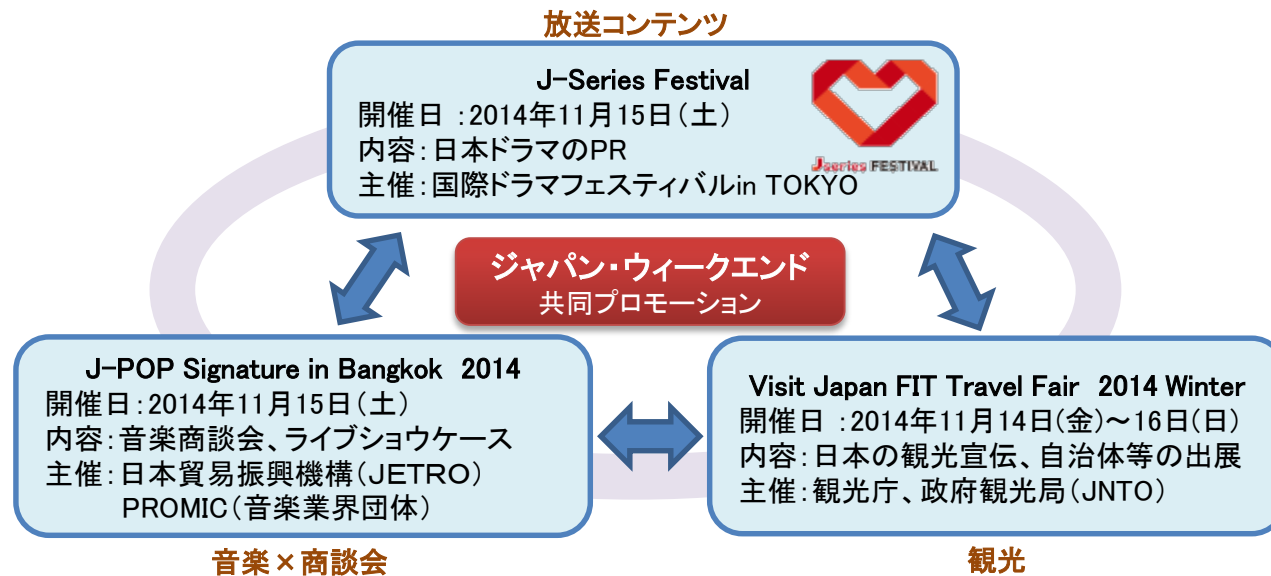 放送コンテンツ
J-Series Festival
開催日 :2014年11月15日(土)
内容:日本ドラマのPR
主催:国際ドラマフェスティバルin TOKYO
Jseries FESTIVAL
ジャパン・ウィークエンド
共同プロモーション
J-POP Signature in Bangkok 2014
開催日:2014年11月15日(土)
内容:音楽商談会、ライブショウケース
主催:日本貿易振興機構(JETRO)
PROMIC(音楽業界団体)
音楽×商談会
Visit Japan FIT Travel Fair 2014 Winter
開催日 :2014年11月14日(金)~16日(日)
内容:日本の観光宣伝、自治体等の出展
主催:観光庁、政府観光局(JNTO)
観光